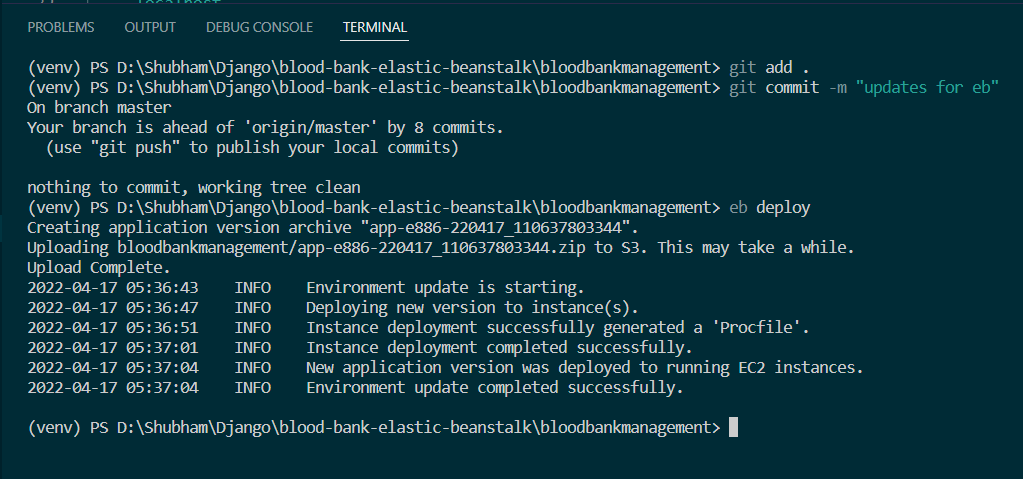 PROBLEMS OUTPUT DEBUG CONSOLE TERMINAL
(venv) PS D:\Shubham\Django\blood-bank-elastic-beanstalk\bloodbankmanagement> git add .
(venv) PS D:\Shubham\Django\blood-bank-elastic-beanstalk\bloodbankmanagement> git commit -m "updates for eb"
On branch master
Your branch is ahead of 'origin/master' by 8 commits.
  (use "git push" to publish your local commits)

nothing to commit, working tree clean
(venv) PS D:\Shubham\Django\blood-bank-elastic-beanstalk\bloodbankmanagement> eb deploy
Creating application version archive "app-e886-220417_110637803344".
Uploading bloodbankmanagement/app-e886-220417_110637803344.zip to S3. This may take a while.
Upload Complete.
2022-04-17 05:36:43    INFO    Environment update is starting.
2022-04-17 05:36:47    INFO    Deploying new version to instance(s).
2022-04-17 05:36:51    INFO    Instance deployment successfully generated a 'Procfile'.
2022-04-17 05:37:01    INFO    Instance deployment completed successfully.
2022-04-17 05:37:04    INFO    New application version was deployed to running EC2 instances.
2022-04-17 05:37:04    INFO    Environment update completed successfully.

(venv) PS D:\Shubham\Django\blood-bank-elastic-beanstalk\bloodbankmanagement>